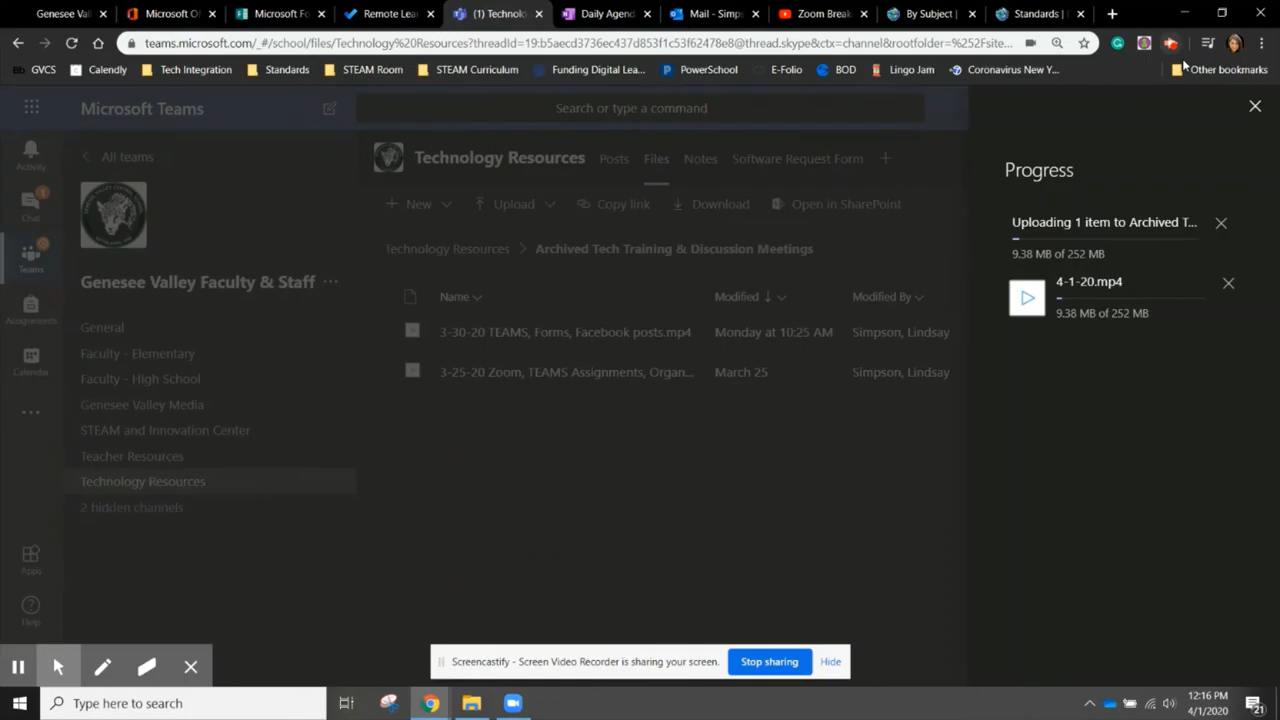 Genesee Vall
Microsoft Of
Microsoft Fo
Remote Lear
(1) Technolo
Daily Agend
Mail - Simps
Zoom Break
By Subject |
Standards |
teams.microsoft.com/_#/school/files/Technology%20Resources?threadId=19:b5aecd3736ec437d853f1c53f62478e8@thread.skype&ctx=channel&rootfolder=%252Fsite...
Bb GVCS
Calendly
Tech Integration
Standards
STEAM Room
STEAM Curriculum
Funding Digital Lea...
PowerSchool
E-Folio
BOD
Lingo Jam
Coronavirus New Y...
Other bookmarks
Microsoft Teams
Search or type a command
Activity
Chat
Teams
Assignments
Calendar
Apps
Help
All teams
Genesee Valley Faculty & Staff
General
Faculty - Elementary
Faculty - High School
Genesee Valley Media
STEAM and Innovation Center
Teacher Resources
Technology Resources
2 hidden channels
Technology Resources Posts Files Notes Software Request Form
New Upload Copy link Download Open in SharePoint
Technology Resources > Archived Tech Training & Discussion Meetings
Name Modified Modified By
3-30-20 TEAMS, Forms, Facebook posts.mp4 Monday at 10:25 AM Simpson, Lindsay
3-25-20 Zoom, TEAMS Assignments, Organ... March 25 Simpson, Lindsay
Progress
Uploading 1 item to Archived T...
9.38 MB of 252 MB
4-1-20.mp4
9.38 MB of 252 MB
Screencastify - Screen Video Recorder is sharing your screen. Stop sharing Hide
Type here to search
12:16 PM
4/1/2020
21